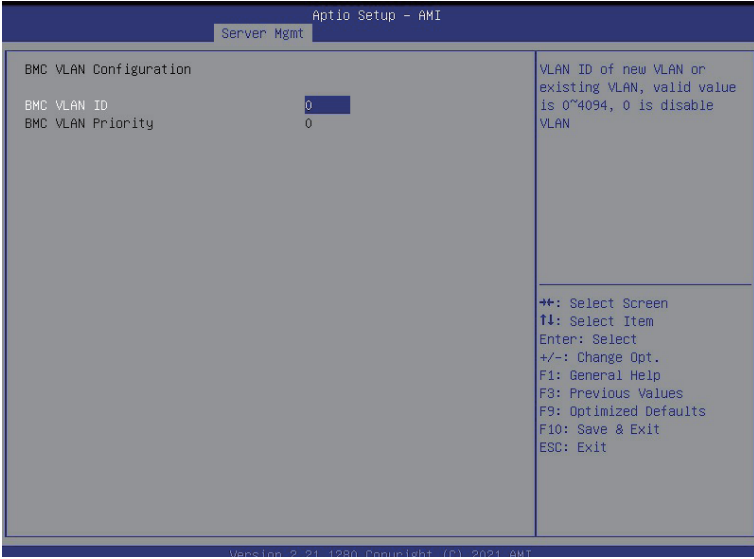 Aptio Setup – AMI
Server Mgmt
BMC VLAN Configuration
BMC VLAN ID 0
BMC VLAN Priority 0
VLAN ID of new VLAN or
existing VLAN, valid value
is 0~4094, 0 is disable
VLAN
→←: Select Screen
↑↓: Select Item
Enter: Select
+/-: Change Opt.
F1: General Help
F3: Previous Values
F9: Optimized Defaults
F10: Save & Exit
ESC: Exit
Version 2.21.1280 Copyright (C) 2021 AMI